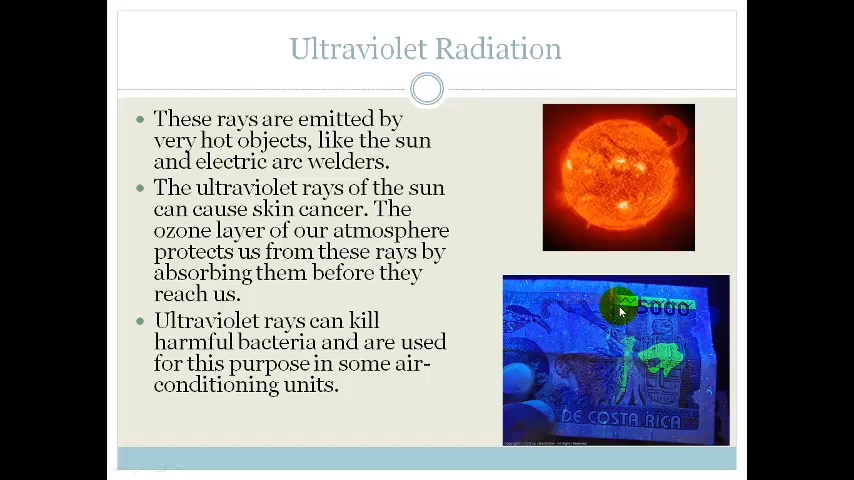 Ultraviolet Radiation
These rays are emitted by
very hot objects, like the sun
and electric arc welders.
The ultraviolet rays of the sun
can cause skin cancer. The
ozone layer of our atmosphere
protects us from these rays by
absorbing them before they
reach us.
Ultraviolet rays can kill
harmful bacteria and are used
for this purpose in some air-
conditioning units.
5000
DE COSTA RICA